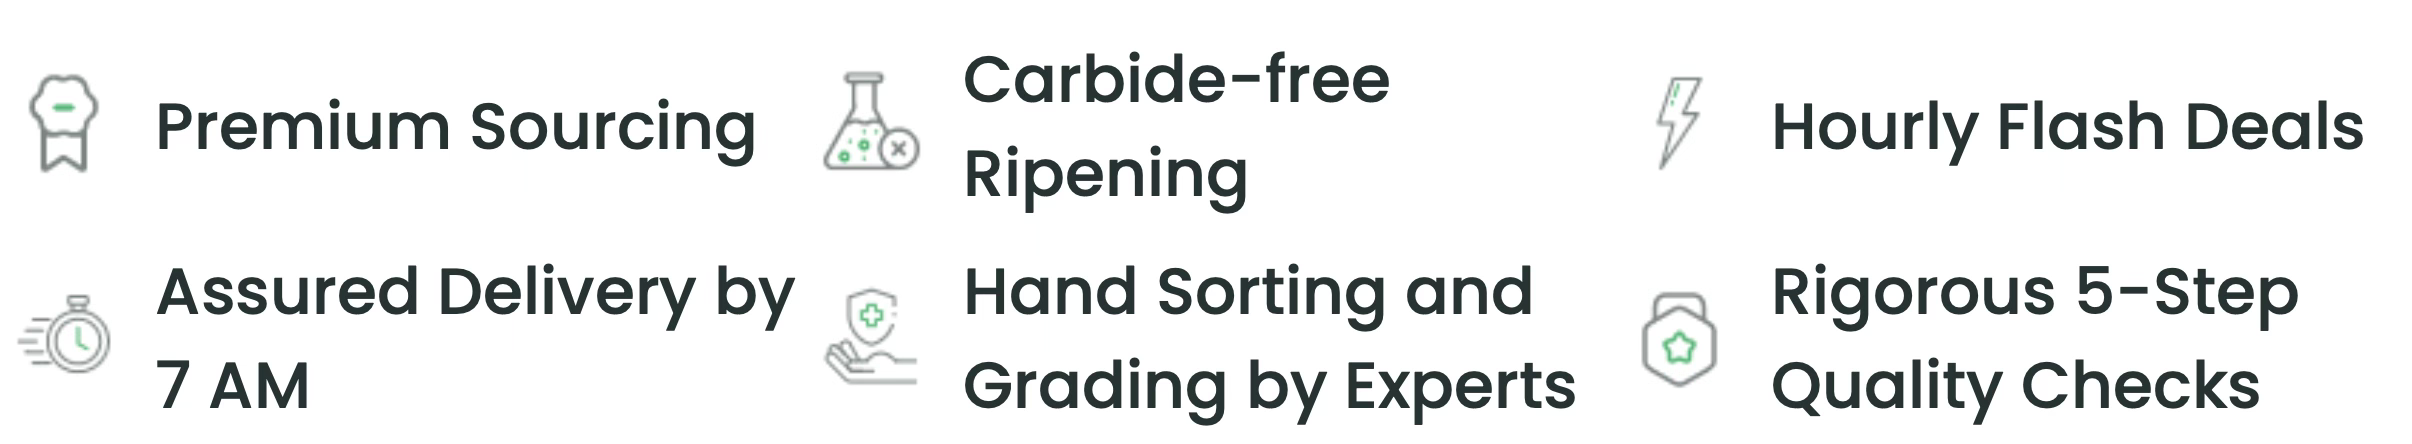 Premium Sourcing
Carbide-free
Ripening
Hourly Flash Deals
Assured Delivery by
7 AM
Hand Sorting and
Grading by Experts
Rigorous 5-Step
Quality Checks